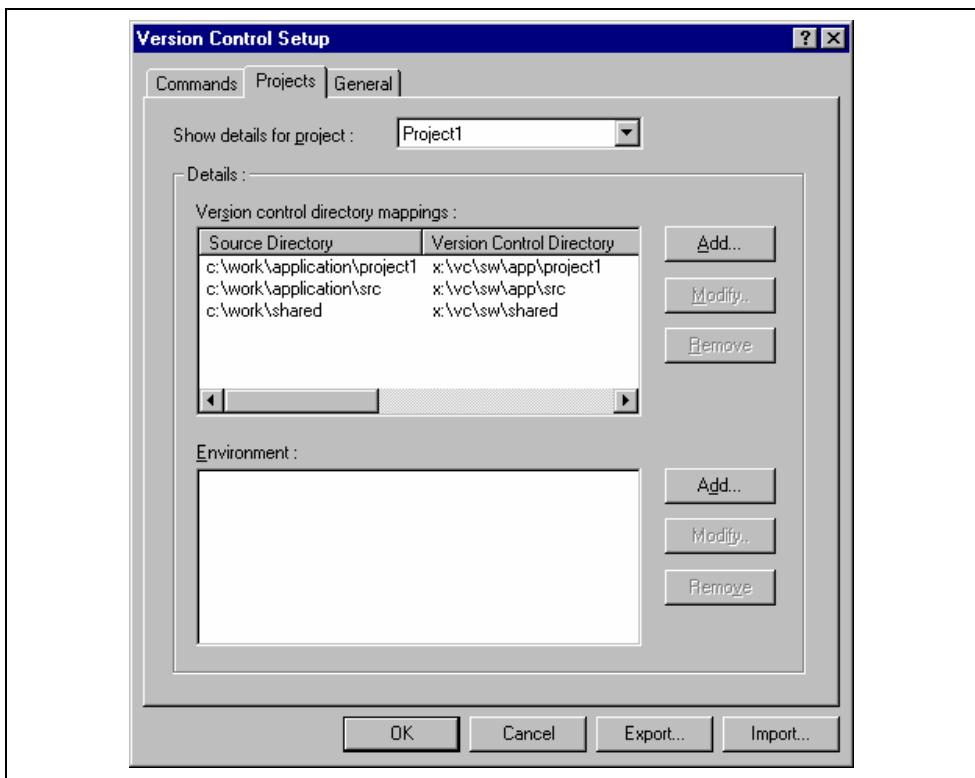 Version Control Setup
Commands Projects General
Show details for project : Project1
Details :
Version control directory mappings :
Source Directory Version Control Directory
c:\work\application\project1 x:\vc\sw\app\project1
c:\work\application\src x:\vc\sw\app\src
c:\work\shared x:\vc\sw\shared
Add...
Modify..
Remove
Environment :
Add...
Modify..
Remove
OK Cancel Export... Import...